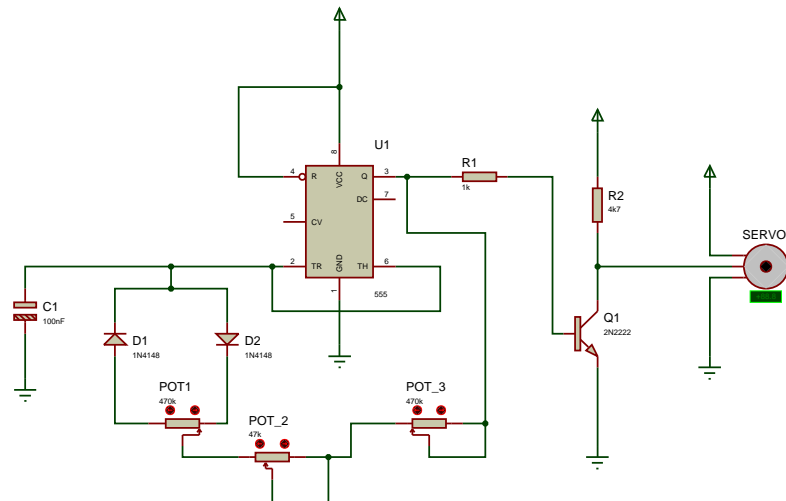 U1
8
VCC
4
R
Q
3
DC
7
5
CV
2
TR
GND
TH
6
1
555
R1
1k
R2
4k7
SERVO
Q1
2N2222
C1
100nF
D1
1N4148
D2
1N4148
POT1
470k
POT_2
47k
POT_3
470k